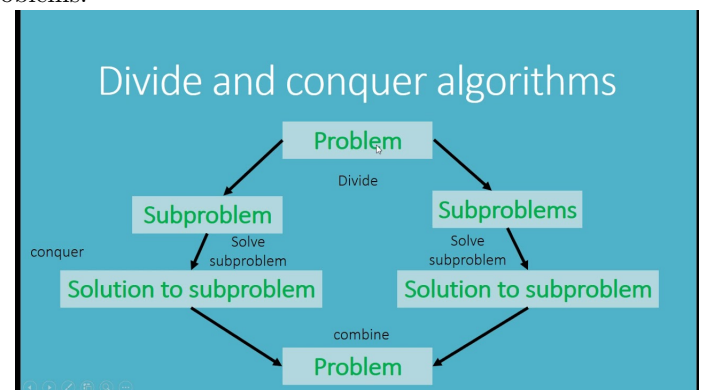 Divide and conquer algorithms
Problem
Divide
Subproblem
Subproblems
conquer
Solve
subproblem
Solve
subproblem
Solution to subproblem
Solution to subproblem
combine
Problem